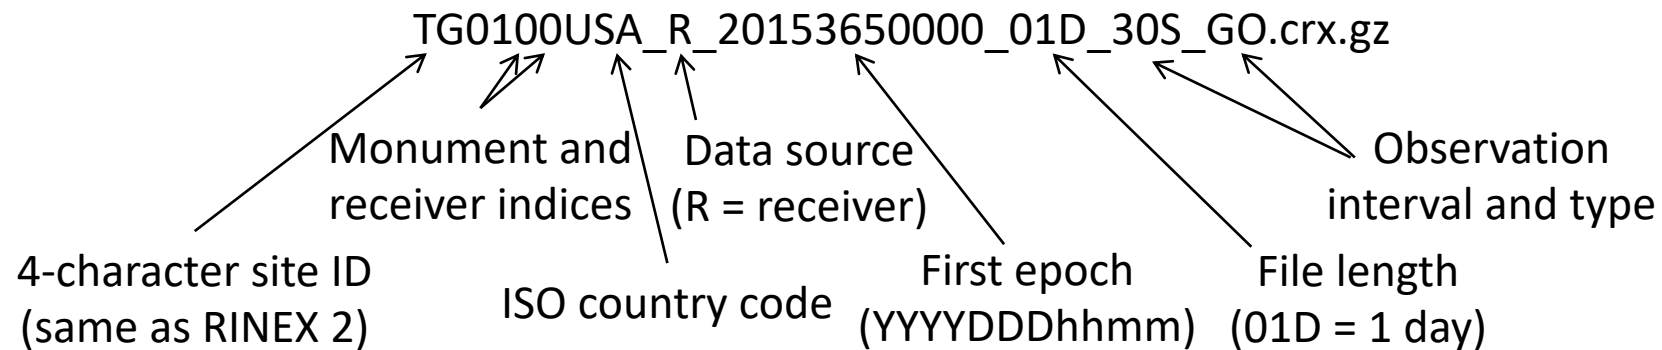 TG0100USA_R_20153650000_01D_30S_GO.crx.gz
Monument and
receiver indices
Data source
(R = receiver)
Observation
interval and type
4-character site ID
(same as RINEX 2)
ISO country code
First epoch
(YYYYDDDhhmm)
File length
(01D = 1 day)